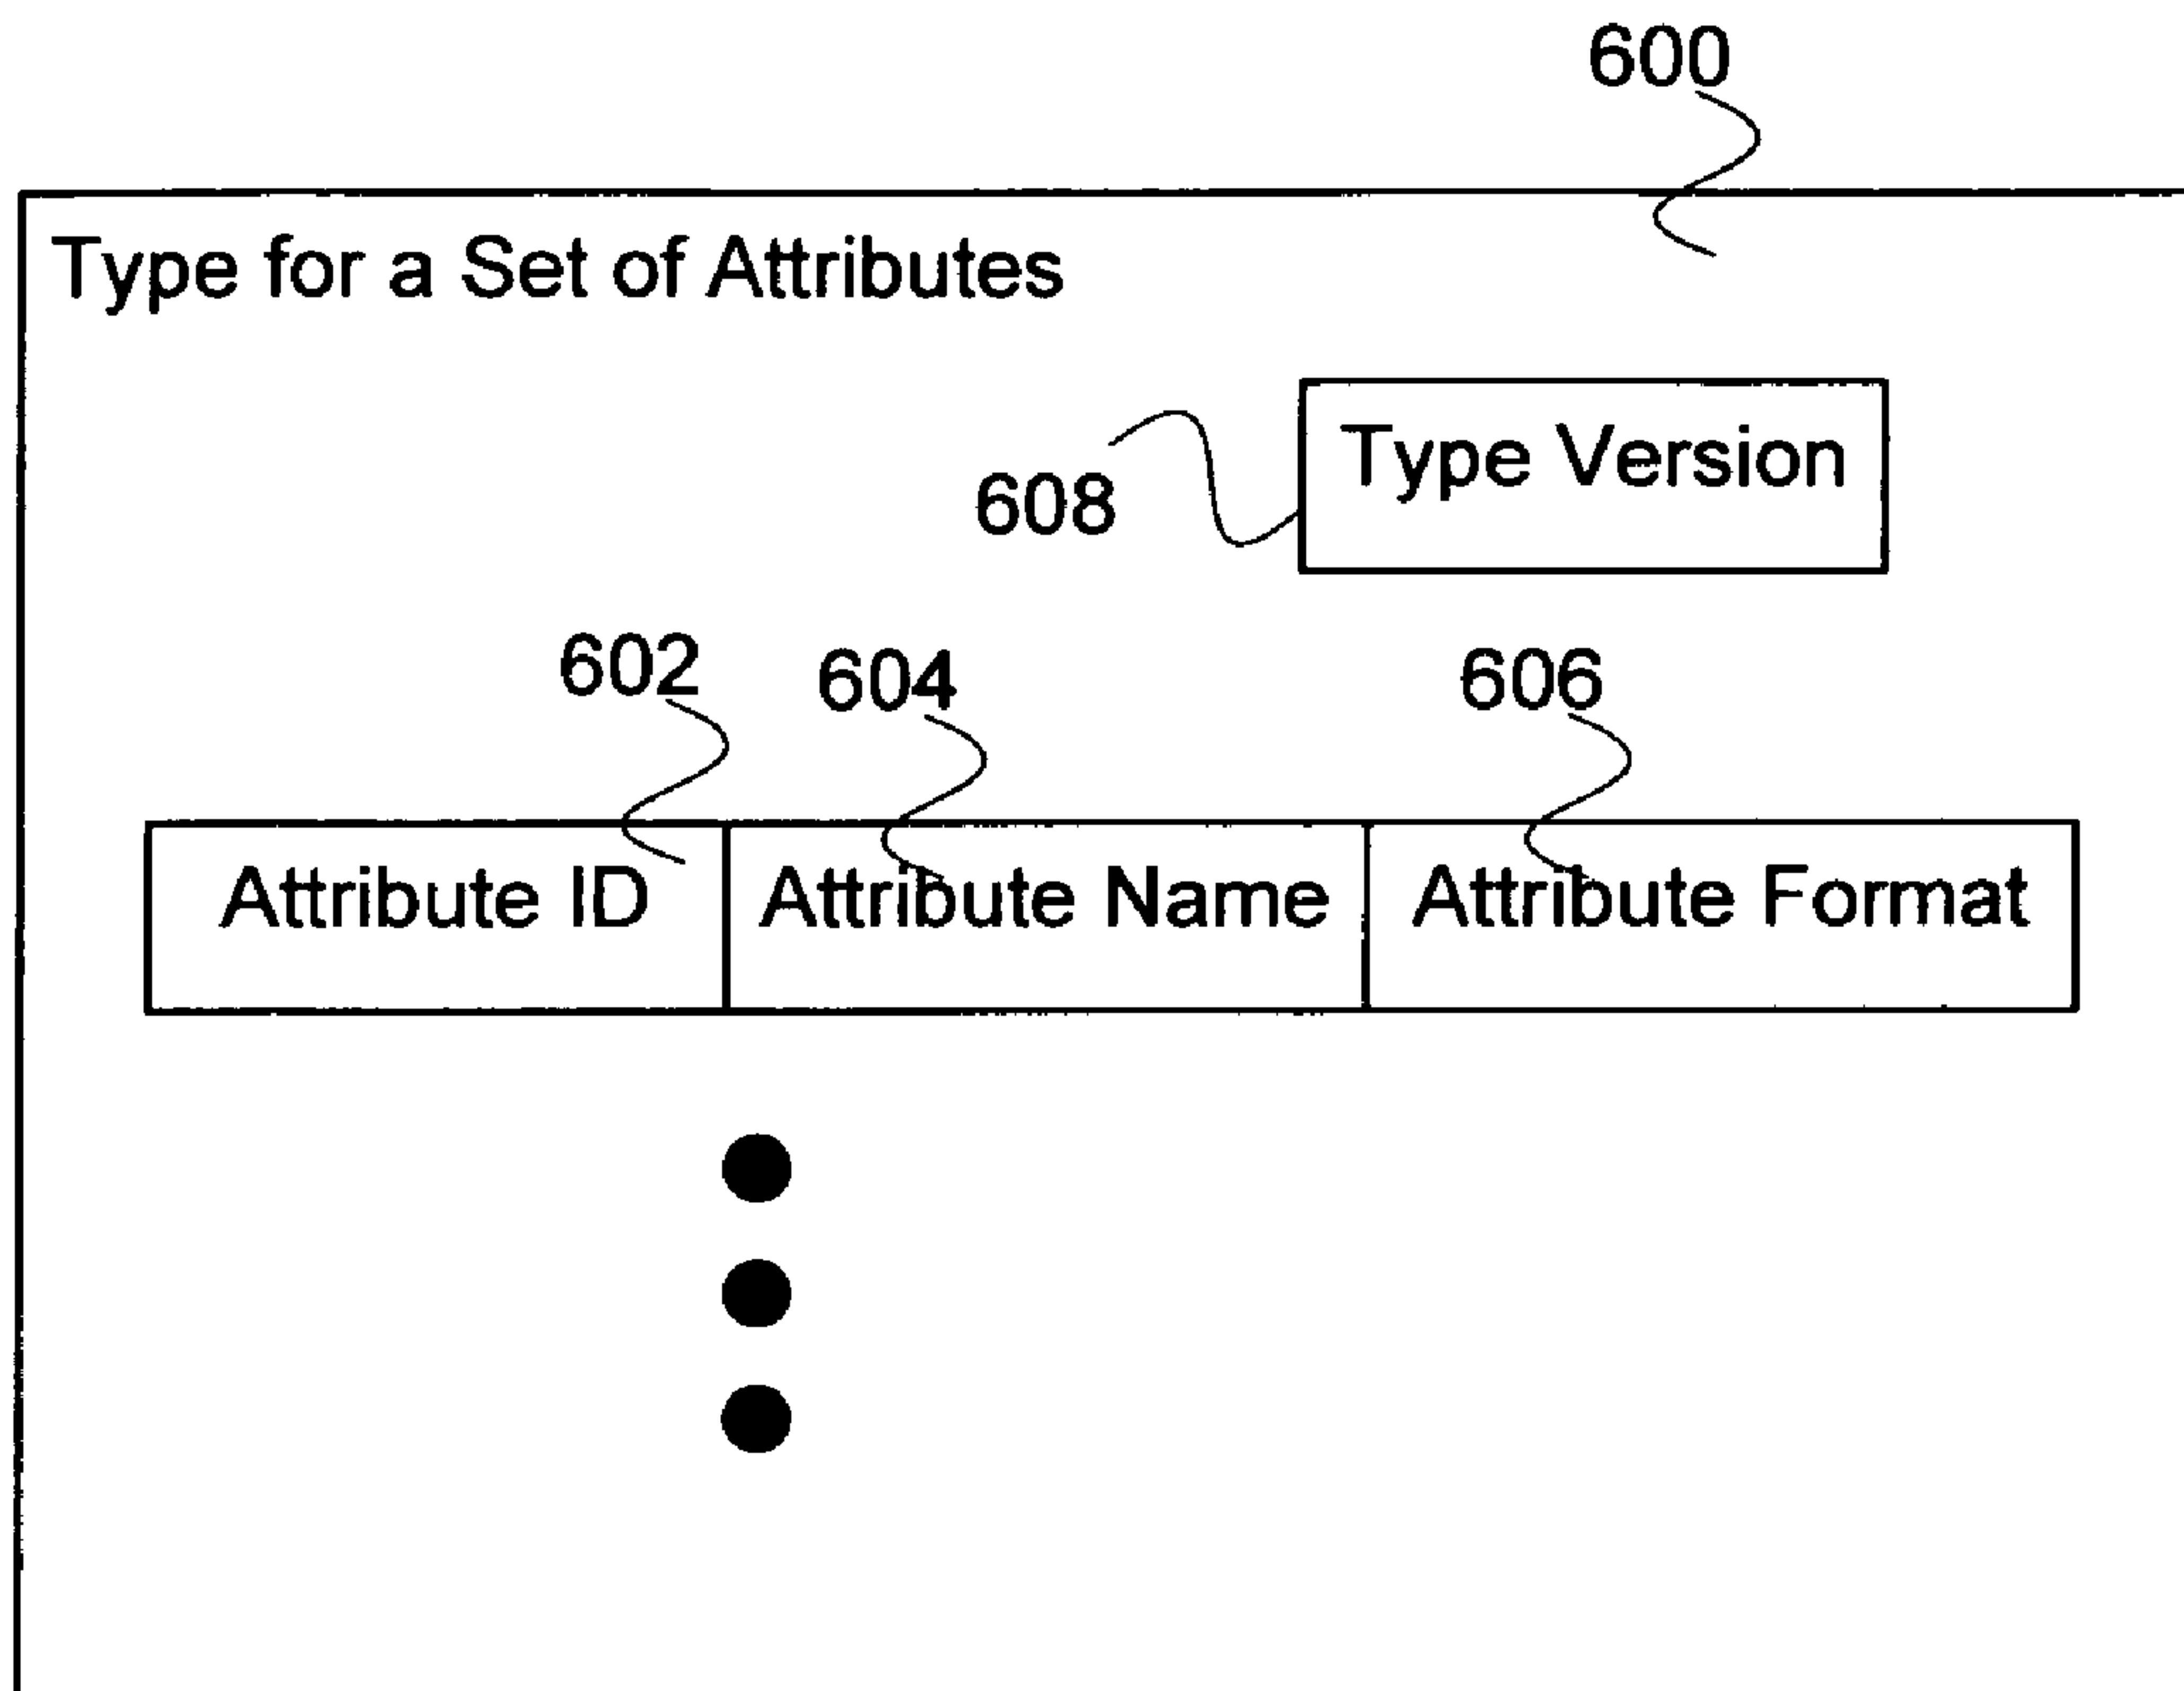 600
Type for a Set of Attributes
Type Version
608
602
604
606
Attribute ID
Attribute Name
Attribute Format